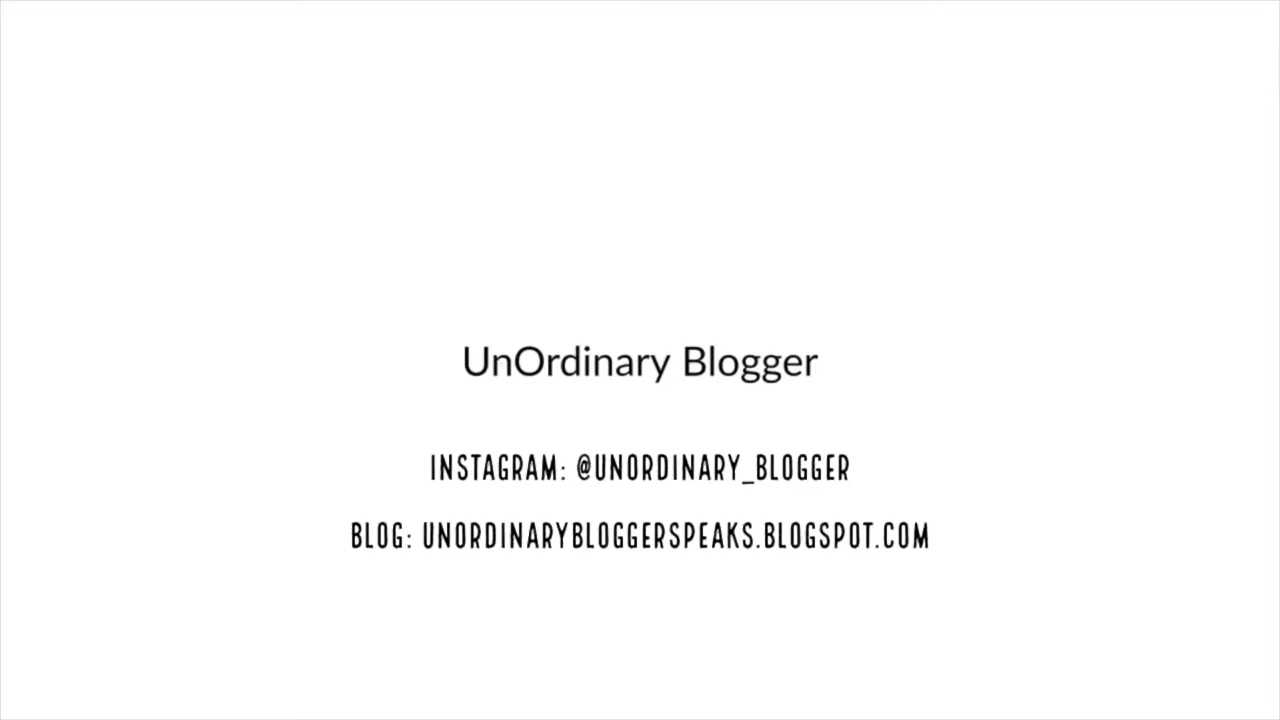 UnOrdinary Blogger
INSTAGRAM: @UNORDINARY_BLOGGER
BLOG: UNORDINARYBLOGGERSPEAKS.BLOGSPOT.COM